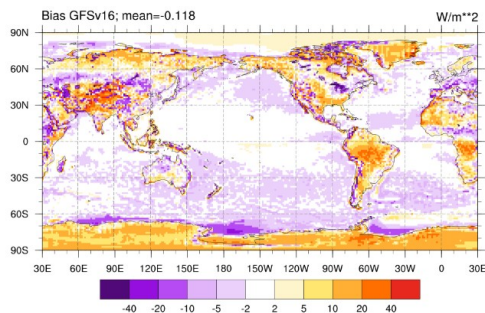 Bias GFSv16; mean=-0.118 W/m**2
90N
60N
30N
0
30S
60S
90S
30E 60E 90E 120E 150E 180 150W 120W 90W 60W 30W 0 30E
-40 -20 -10 -5 -2 2 5 10 20 40